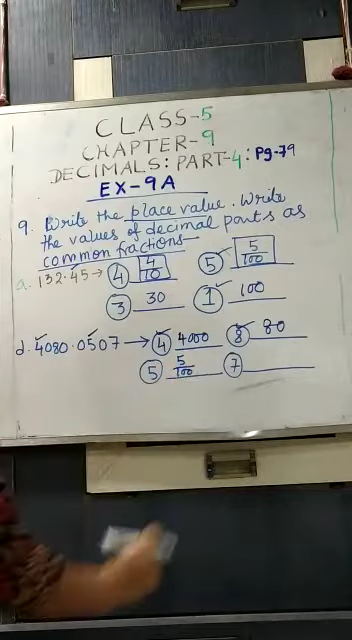 CLASS-5
CHAPTER-9
DECIMALS: PART-4: Pg-79
EX-9A
9. Write the place value. Write
the values of decimal parts as
common fractions—
a. 132.45→ 4 4/10 5 5/100
3 30 1 100
d. 4080.0507 → 4 4000 8 80
5 5/100 7